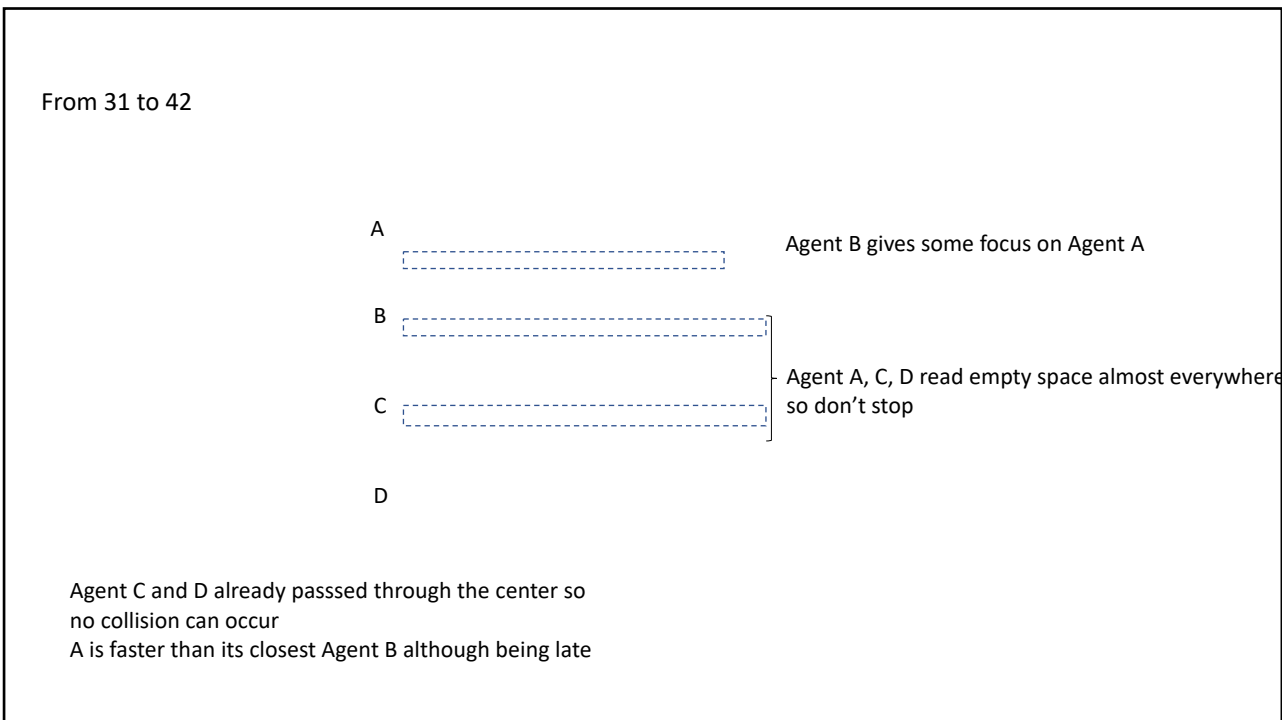 From 31 to 42
A
Agent B gives some focus on Agent A
B
Agent A, C, D read empty space almost everywhere
so don't stop
C
D
Agent C and D already passsed through the center so
no collision can occur
A is faster than its closest Agent B although being late